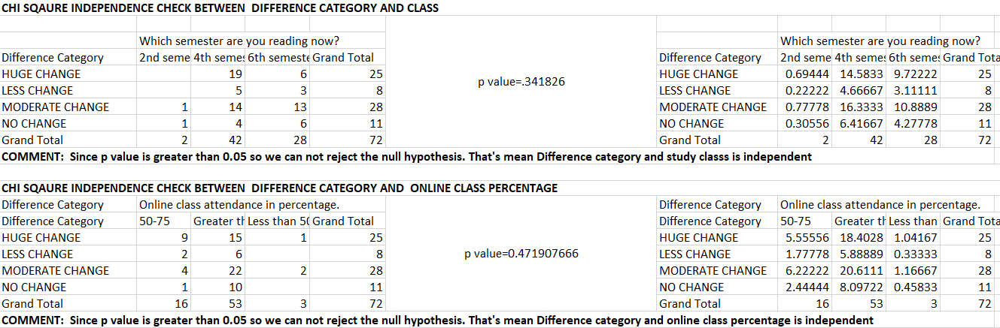 CHI SQAURE INDEPENDENCE CHECK BETWEEN DIFFERENCE CATEGORY AND CLASS
Which semester are you reading now? Which semester are you reading now?
Difference Category 2nd seme 4th semes 6th semeste Grand Total Difference Category 2nd seme 4th semes 6th semes Grand Tota
HUGE CHANGE 19 6 25 HUGE CHANGE 0.69444 14.5833 9.72222 25
p value=.341826
LESS CHANGE 5 3 8 LESS CHANGE 0.22222 4.66667 3.11111 8
MODERATE CHANGE 1 14 13 28 MODERATE CHANGE 0.77778 16.3333 10.8889 28
NO CHANGE 1 4 6 11 NO CHANGE 0.30556 6.41667 4.27778 11
Grand Total 2 42 28 72 Grand Total 2 42 28 72
COMMENT: Since p value is greater than 0.05 so we can not reject the null hypothesis. That's mean Difference category and study classs is independent
CHI SQAURE INDEPENDENCE CHECK BETWEEN DIFFERENCE CATEGORY AND ONLINE CLASS PERCENTAGE
Difference Category Online class attendance in percentage. Difference Category Online class attendance in percentage.
Difference Category 50-75 Greater th Less than 50 Grand Total Difference Category 50-75 Greater th Less than Grand Tota
HUGE CHANGE 9 15 1 25 HUGE CHANGE 5.55556 18.4028 1.04167 25
LESS CHANGE 2 6 8 p value=0.471907666 LESS CHANGE 1.77778 5.88889 0.33333 8
MODERATE CHANGE 4 22 2 28 MODERATE CHANGE 6.22222 20.6111 1.16667 28
NO CHANGE 1 10 11 NO CHANGE 2.44444 8.09722 0.45833 11
Grand Total 16 53 3 72 Grand Total 16 53 3 72
COMMENT: Since p value is greater than 0.05 so we can not reject the null hypothesis. That's mean Difference category and online class percentage is independent